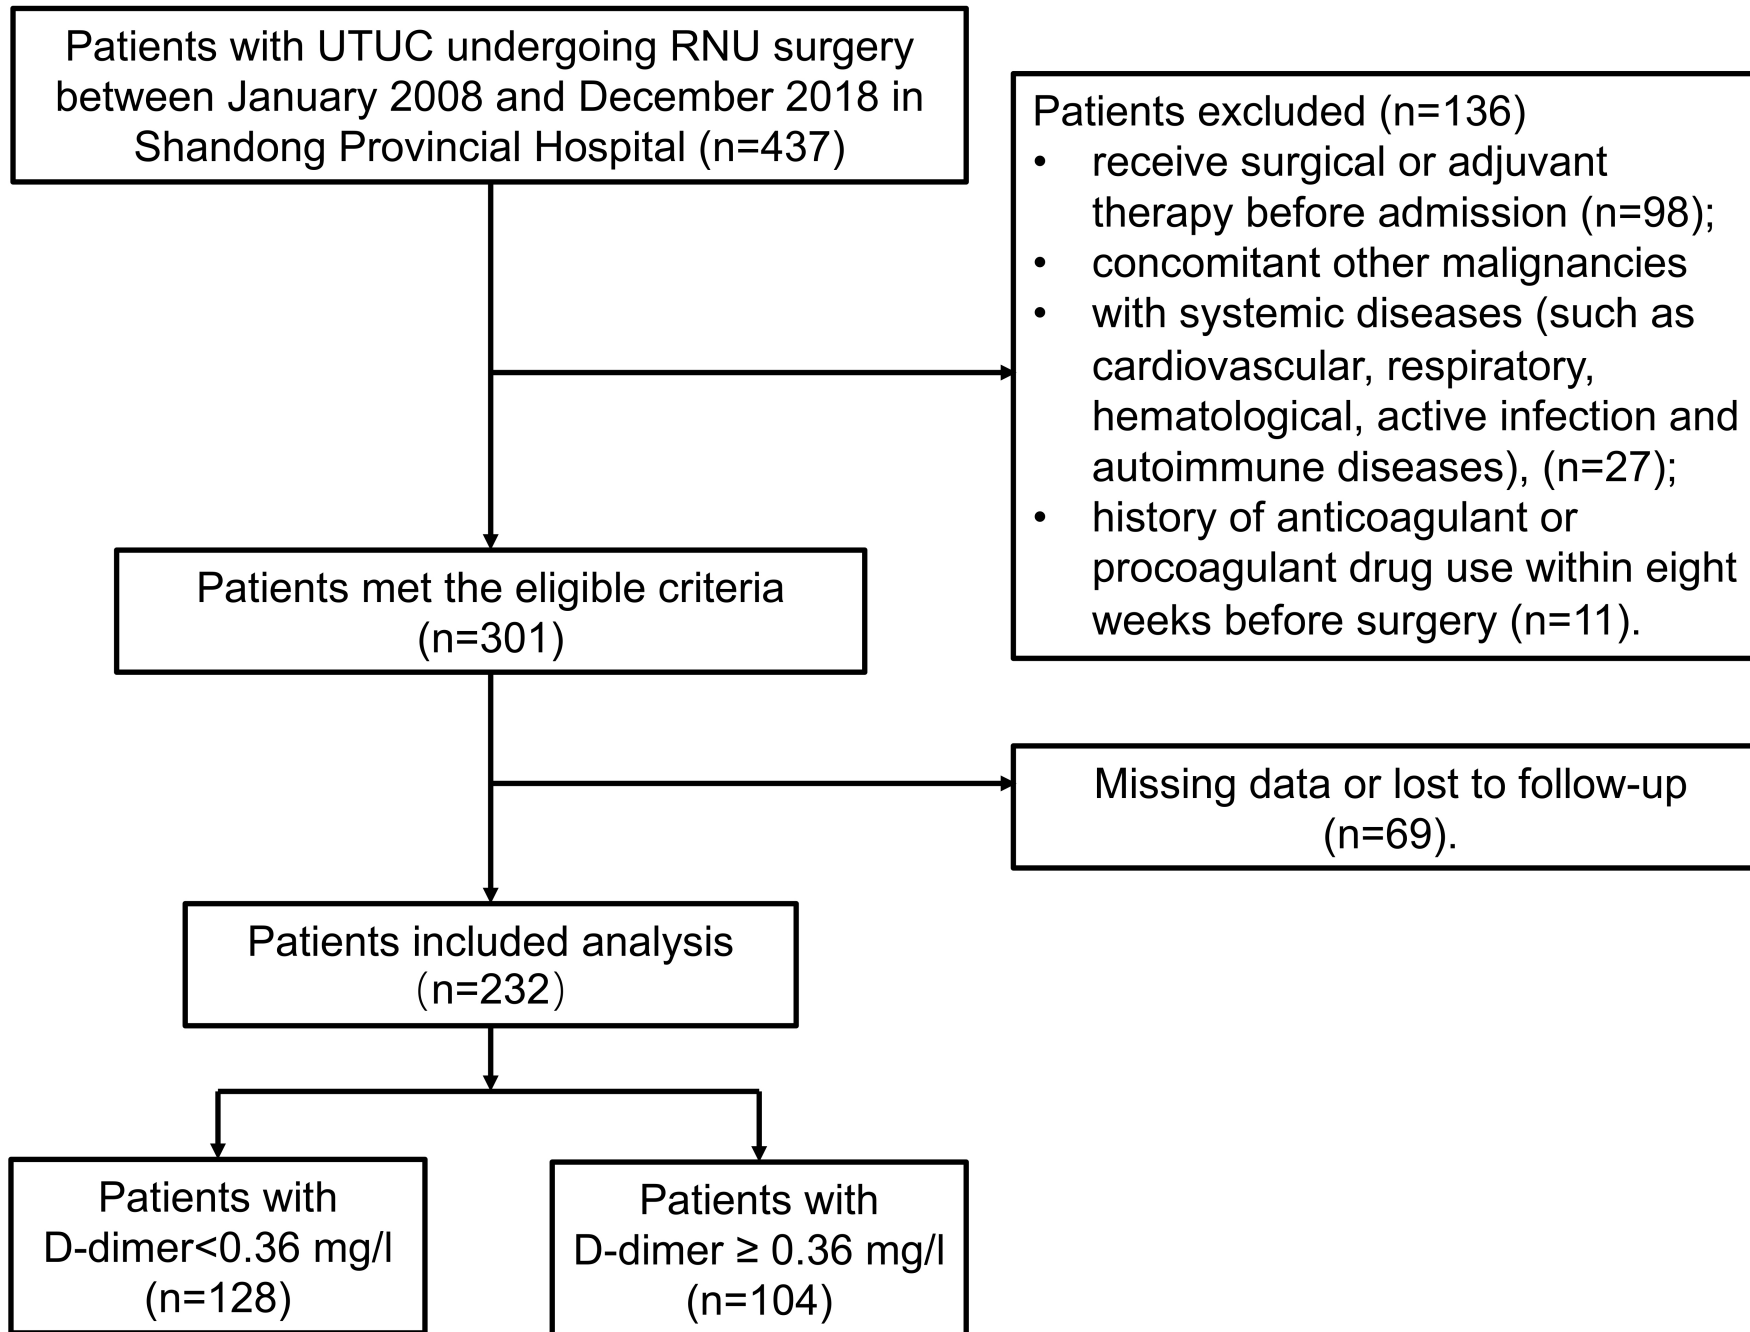 Patients with UTUC undergoing RNU surgery
between January 2008 and December 2018 in
Shandong Provincial Hospital (n=437)
Patients excluded (n=136)
• receive surgical or adjuvant
therapy before admission (n=98);
• concomitant other malignancies
• with systemic diseases (such as
cardiovascular, respiratory,
hematological, active infection and
autoimmune diseases), (n=27);
• history of anticoagulant or
procoagulant drug use within eight
weeks before surgery (n=11).
Patients met the eligible criteria
(n=301)
Missing data or lost to follow-up
(n=69).
Patients included analysis
（n=232）
Patients with
D-dimer<0.36 mg/l
(n=128)
Patients with
D-dimer ≥ 0.36 mg/l
(n=104)